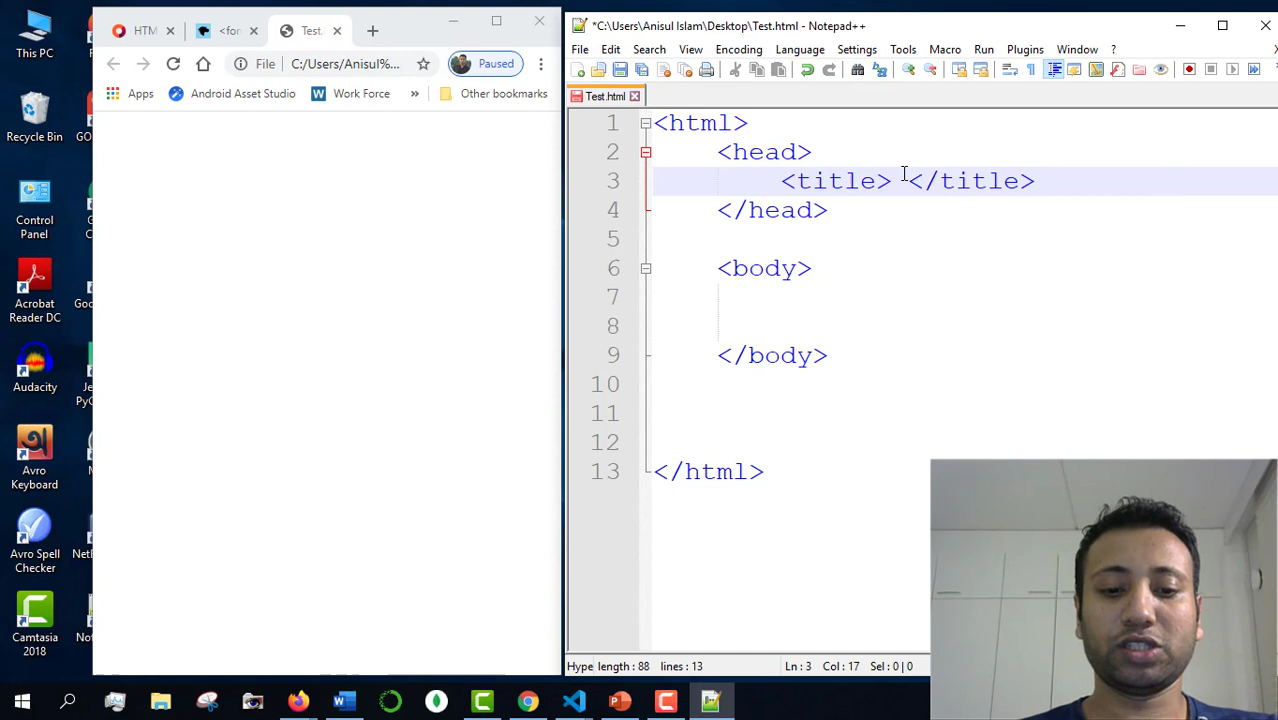 This PC
Recycle Bin
Control
Panel
Acrobat
Reader DC
Audacity
Avro
Keyboard
Avro Spell
Checker
Camtasia
2018
HTM
<for
Test.
File
C:/Users/Anisul%...
Paused
Apps
Android Asset Studio
Work Force
»
Other bookmarks
*C:\Users\Anisul Islam\Desktop\Test.html - Notepad++
File Edit Search View Encoding Language Settings Tools Macro Run Plugins Window ?
Test.html
1 <html>
2 <head>
3 <title> </title>
4 </head>
5
6 <body>
7
8
9 </body>
10
11
12
13 </html>
Hype length : 88 lines : 13 Ln : 3 Col : 17 Sel : 0 | 0